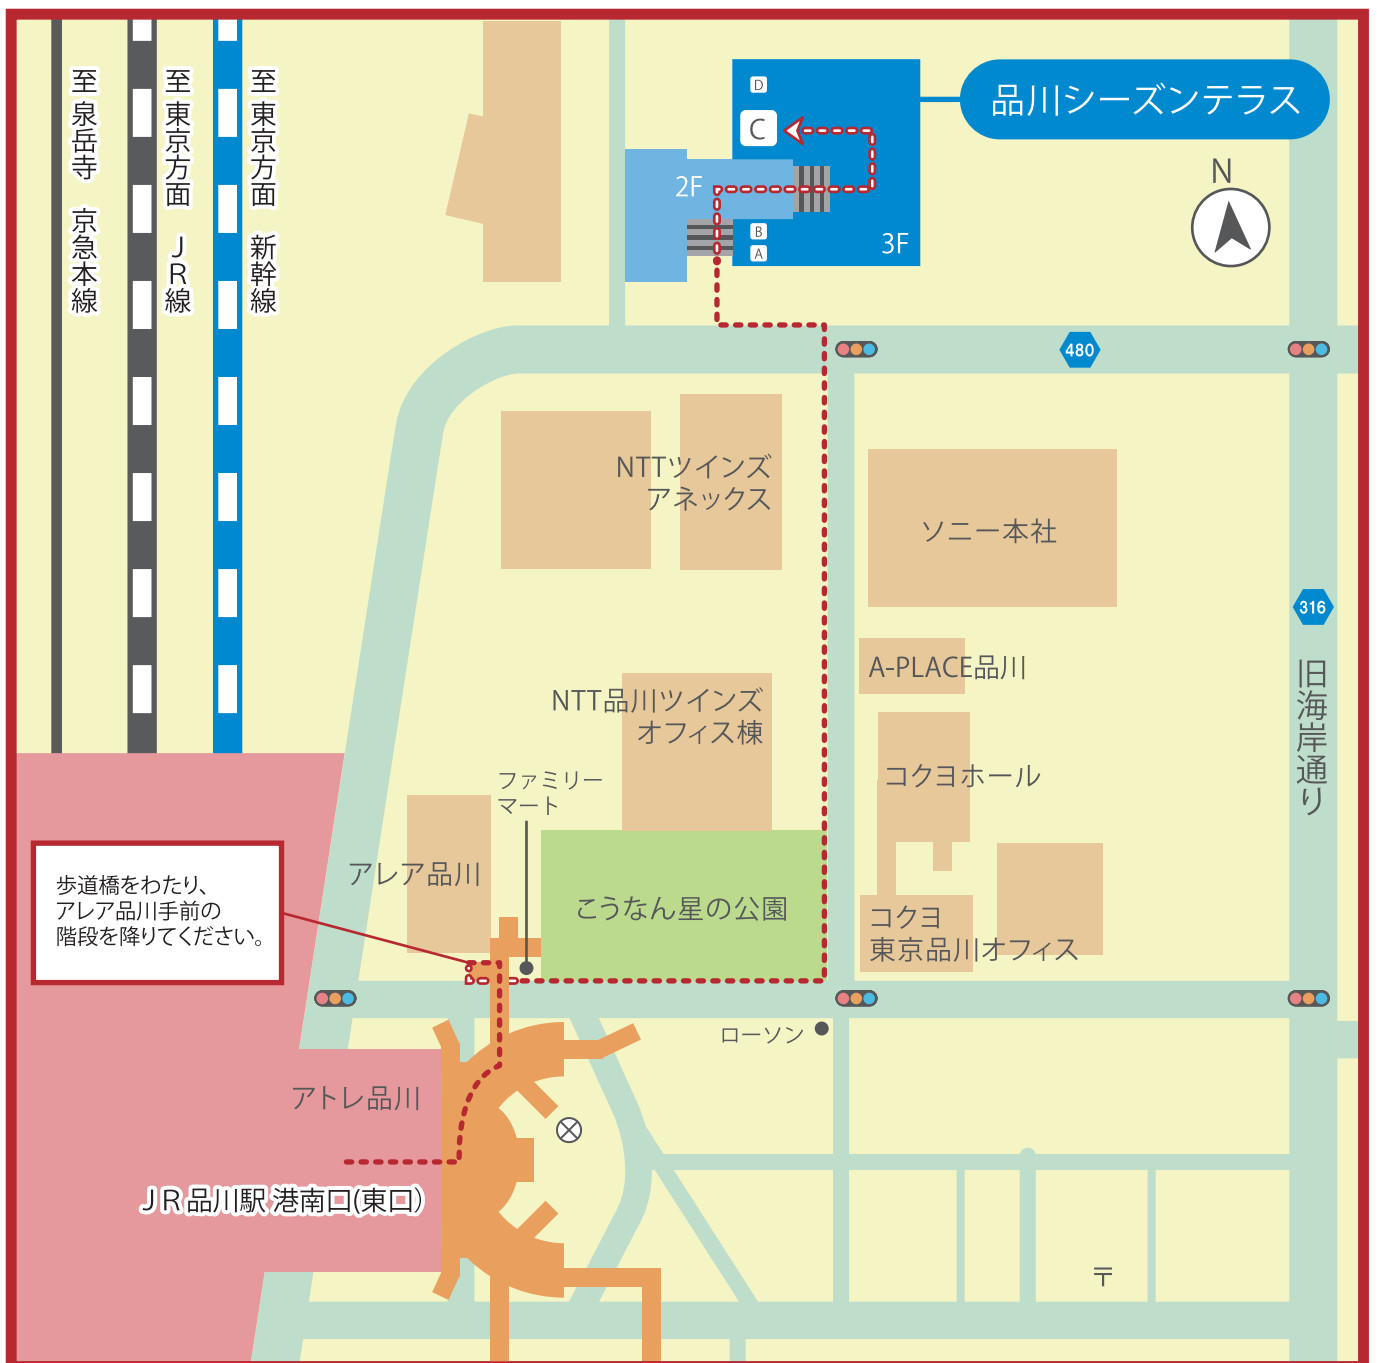 至 泉岳寺 京急本線
至 東京方面 JR線
至 東京方面 新幹線
品川シーズンテラス
D
C
2F
B
A
3F
N
480
NTTツインズ
アネックス
ソニー本社
316
A-PLACE品川
旧海岸通り
NTT品川ツインズ
オフィス棟
コクヨホール
ファミリー
マート
アレア品川
歩道橋をわたり、
アレア品川手前の
階段を降りてください。
こうなん星の公園
コクヨ
東京品川オフィス
ローソン
アトレ品川
JR品川駅 港南口(東口)
〒